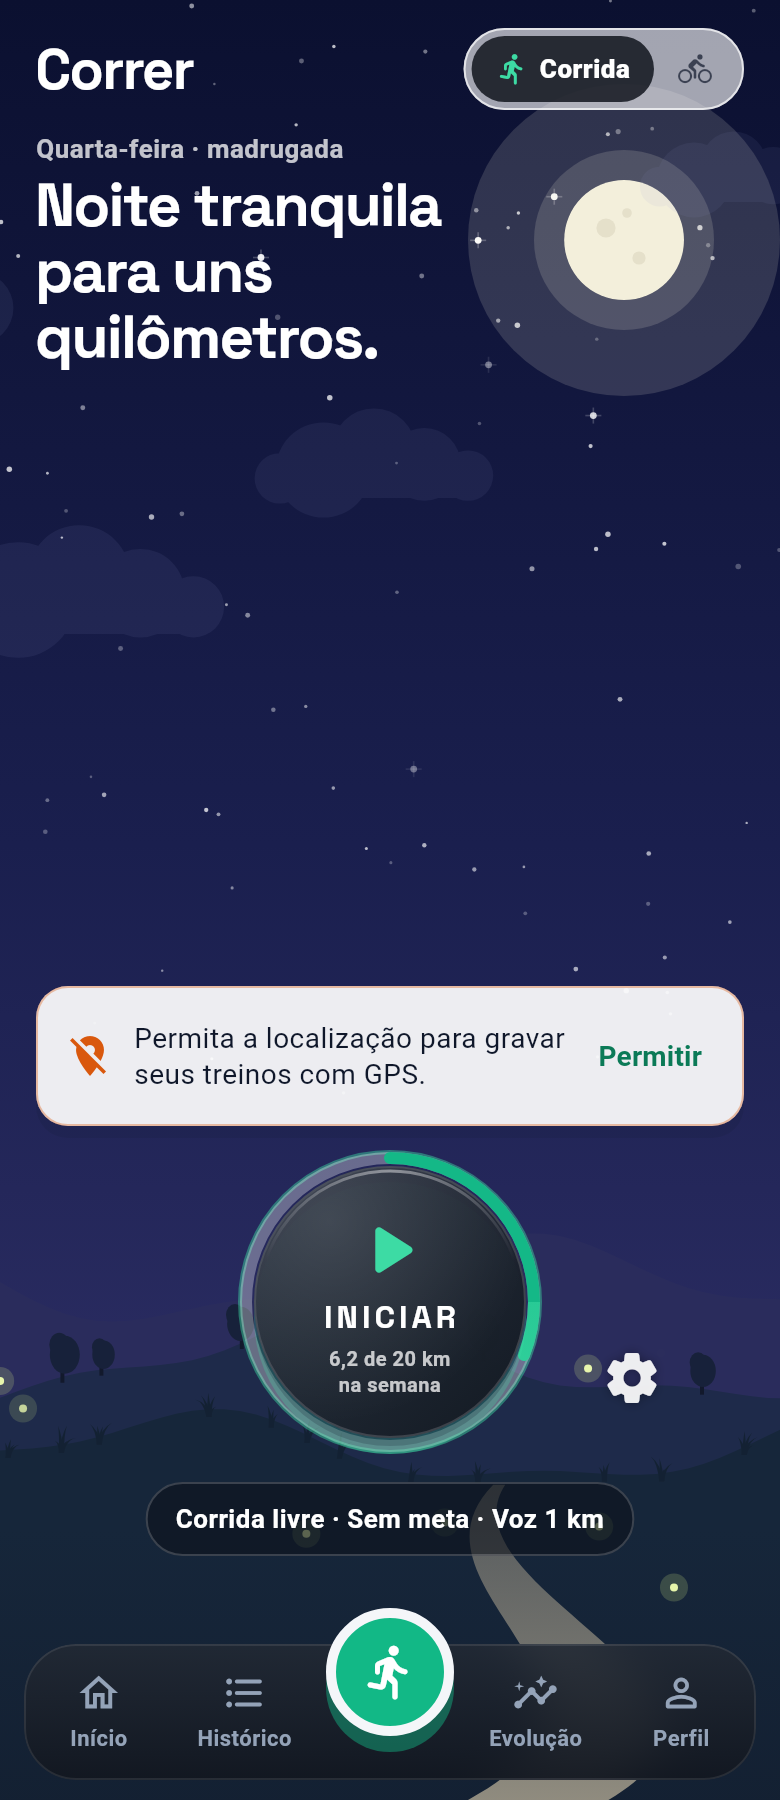 Correr
Corrida
Quarta-feira · madrugada
Noite tranquila
para uns
quilômetros.
Permita a localização para gravar
seus treinos com GPS.
Permitir
INICIAR
6,2 de 20 km
na semana
Corrida livre · Sem meta · Voz 1 km
Início
Histórico
Evolução
Perfil